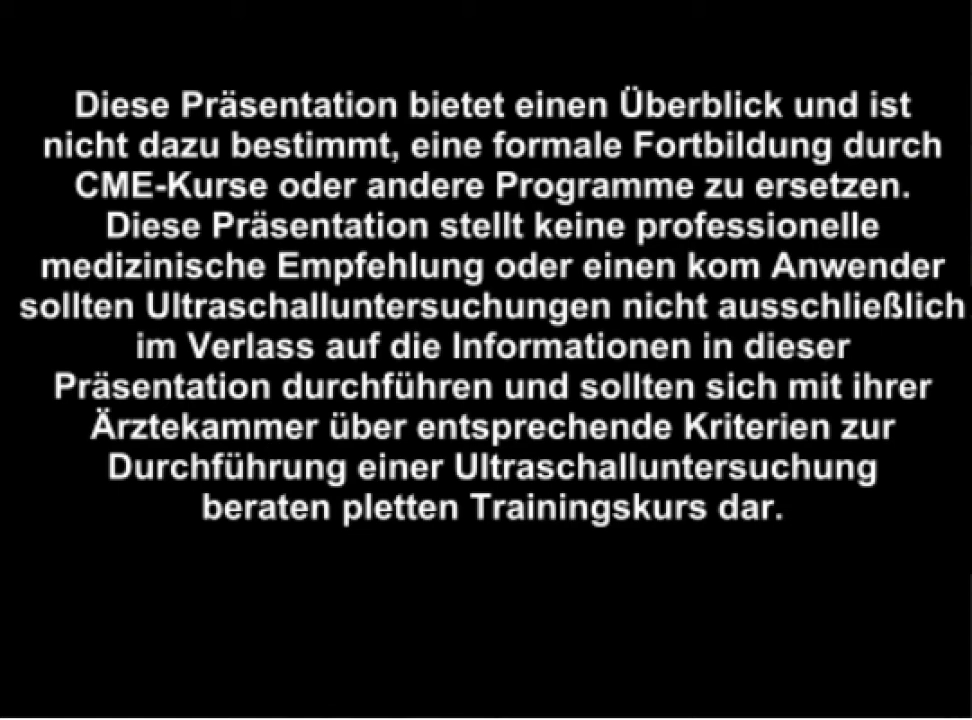 Diese Präsentation bietet einen Überblick und ist
nicht dazu bestimmt, eine formale Fortbildung durch
CME-Kurse oder andere Programme zu ersetzen.
Diese Präsentation stellt keine professionelle
medizinische Empfehlung oder einen kom Anwender
sollten Ultraschalluntersuchungen nicht ausschließlich
im Verlass auf die Informationen in dieser
Präsentation durchführen und sollten sich mit ihrer
Ärztekammer über entsprechende Kriterien zur
Durchführung einer Ultraschalluntersuchung
beraten pletten Trainingskurs dar.